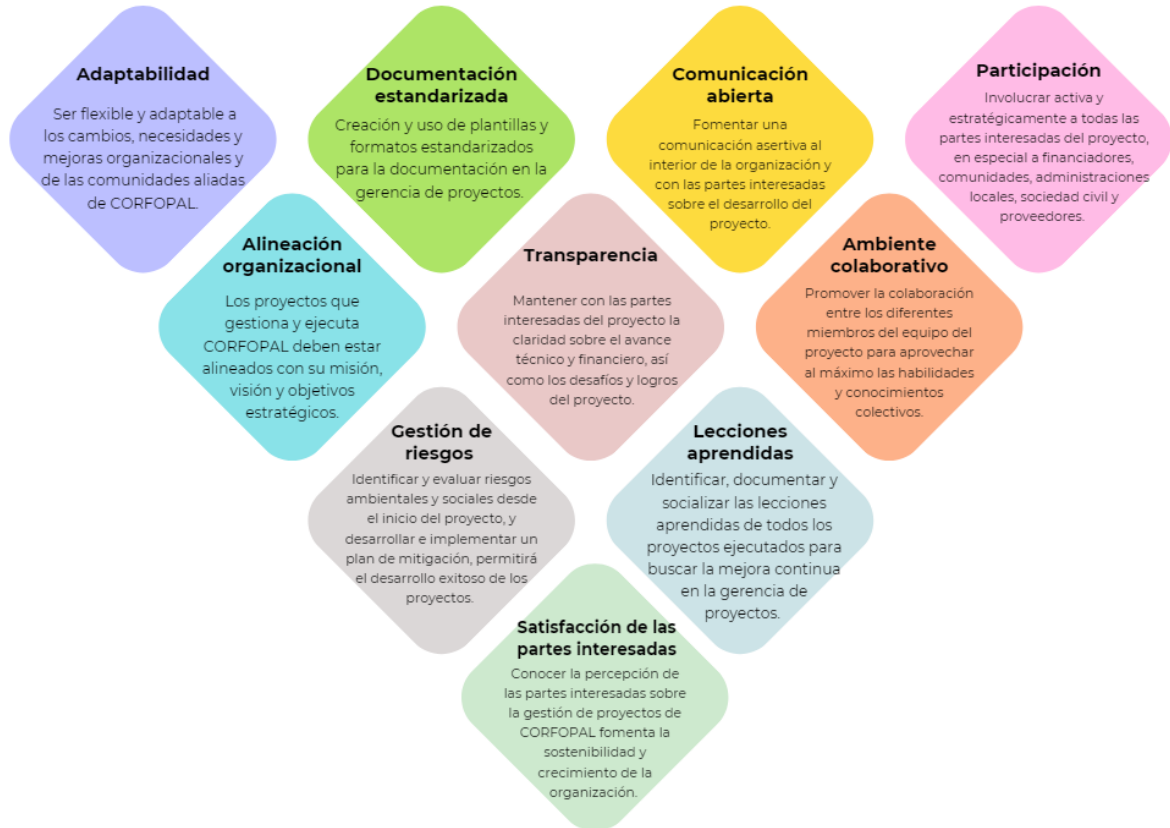 Adaptabilidad
Ser flexible y adaptable a
los cambios, necesidades y
mejoras organizacionales y
de las comunidades aliadas
de CORFOPAL.
Documentación
estandarizada
Creación y uso de plantillas y
formatos estandarizados
para la documentación en la
gerencia de proyectos.
Comunicación
abierta
Fomentar una
comunicación asertiva al
interior de la organización y
con las partes interesadas
sobre el desarrollo del
proyecto.
Participación
Involucrar activa y
estratégicamente a todas las
partes interesadas del proyecto,
en especial a financiadores,
comunidades, administraciones
locales, sociedad civil y
proveedores.
Alineación
organizacional
Los proyectos que
gestiona y ejecuta
CORFOPAL deben estar
alineados con su misión,
visión y objetivos
estratégicos.
Transparencia
Mantener con las partes
interesadas del proyecto la
claridad sobre el avance
técnico y financiero, así
como los desafíos y logros
del proyecto.
Ambiente
colaborativo
Promover la colaboración
entre los diferentes
miembros del equipo del
proyecto para aprovechar
al máximo las habilidades
y conocimientos
colectivos.
Gestión de
riesgos
Identificar y evaluar riesgos
ambientales y sociales desde
el inicio del proyecto, y
desarrollar e implementar un
plan de mitigación, permitirá
el desarrollo exitoso de los
proyectos.
Lecciones
aprendidas
Identificar, documentar y
socializar las lecciones
aprendidas de todos los
proyectos ejecutados para
buscar la mejora continua
en la gerencia de
proyectos.
Satisfacción de las
partes interesadas
Conocer la percepción de
las partes interesadas sobre
la gestión de proyectos de
CORFOPAL fomenta la
sostenibilidad y
crecimiento de la
organización.